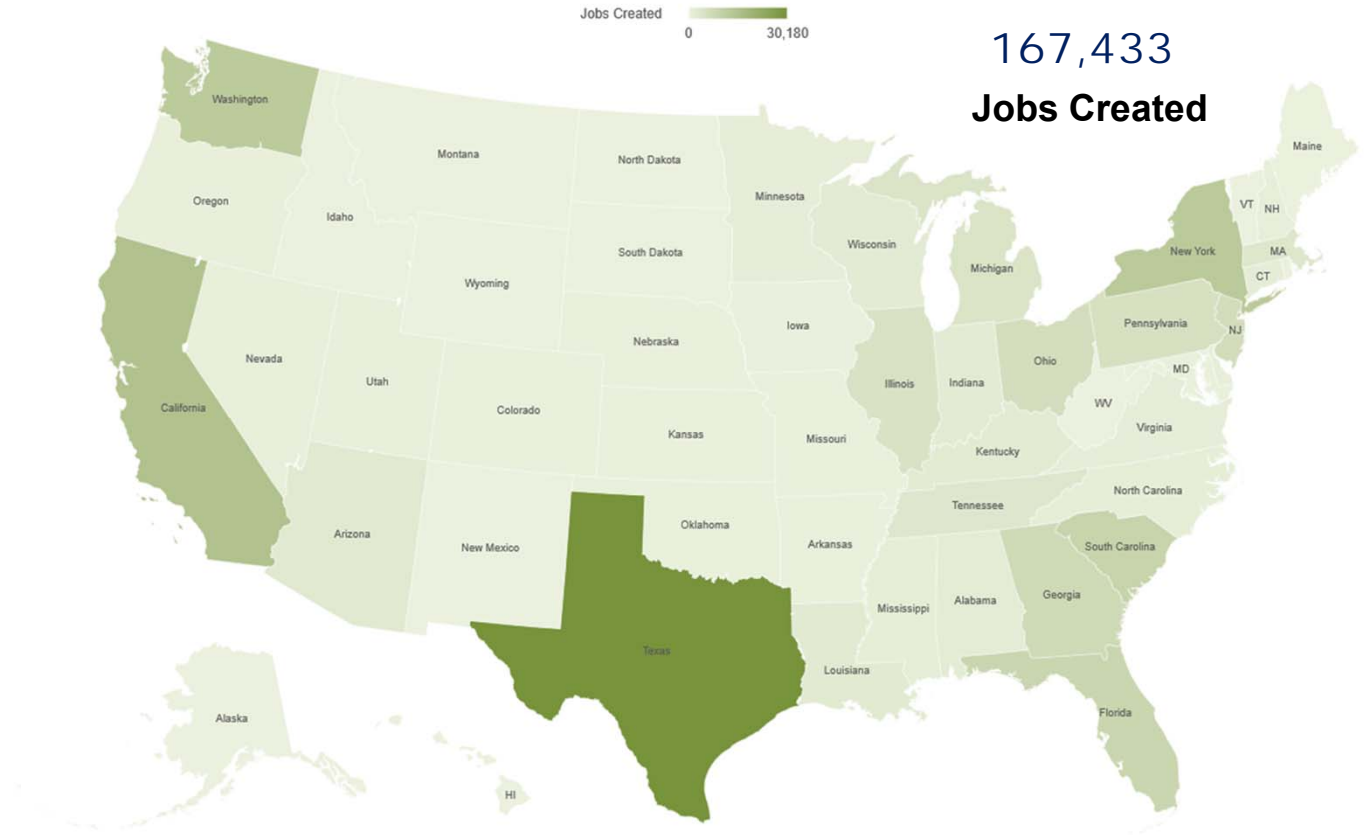 Jobs Created
0 30,180
167,433
Jobs Created
Washington
Oregon
California
Nevada
Idaho
Montana
Wyoming
Utah
Arizona
Colorado
New Mexico
North Dakota
South Dakota
Nebraska
Kansas
Oklahoma
Texas
Minnesota
Iowa
Missouri
Arkansas
Louisiana
Wisconsin
Illinois
Michigan
Indiana
Ohio
Kentucky
Tennessee
Mississippi
Alabama
Georgia
Florida
South Carolina
North Carolina
Virginia
WV
MD
Pennsylvania
NJ
New York
CT
MA
VT
NH
Maine
Alaska
HI